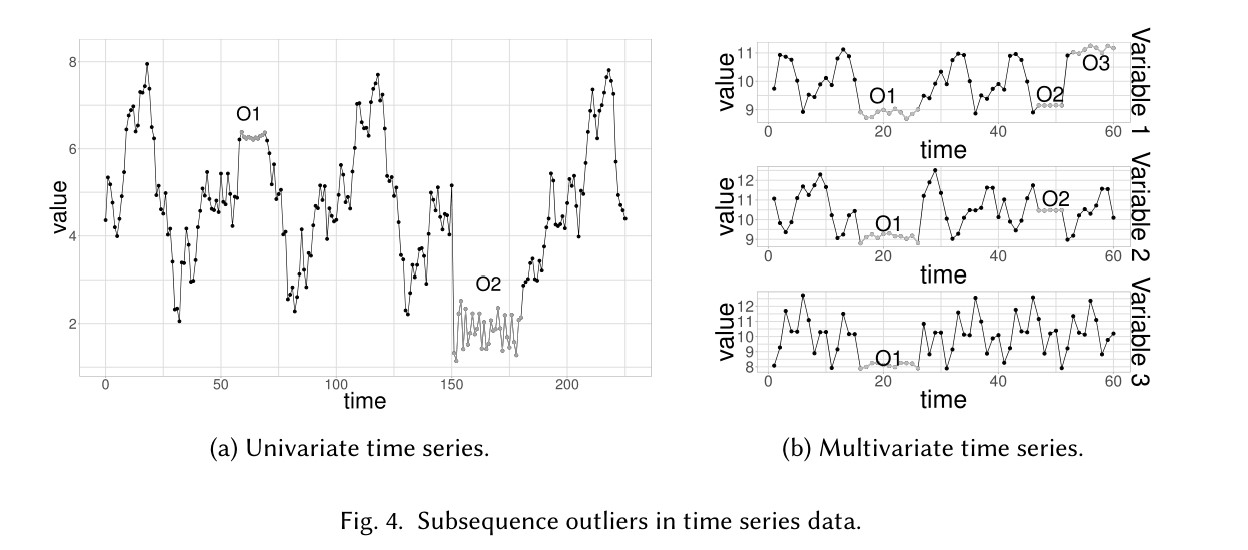 8
6
4
2
value
O1
O2
0 50 100 150 200
time
(a) Univariate time series.
11
10
9
value
O1
O2
O3
Variable 1
0 20 40 60
time
12
11
10
9
value
O1
O2
Variable 2
0 20 40 60
time
12
11
10
9
8
value
O1
Variable 3
0 20 40 60
time
(b) Multivariate time series.
Fig. 4. Subsequence outliers in time series data.